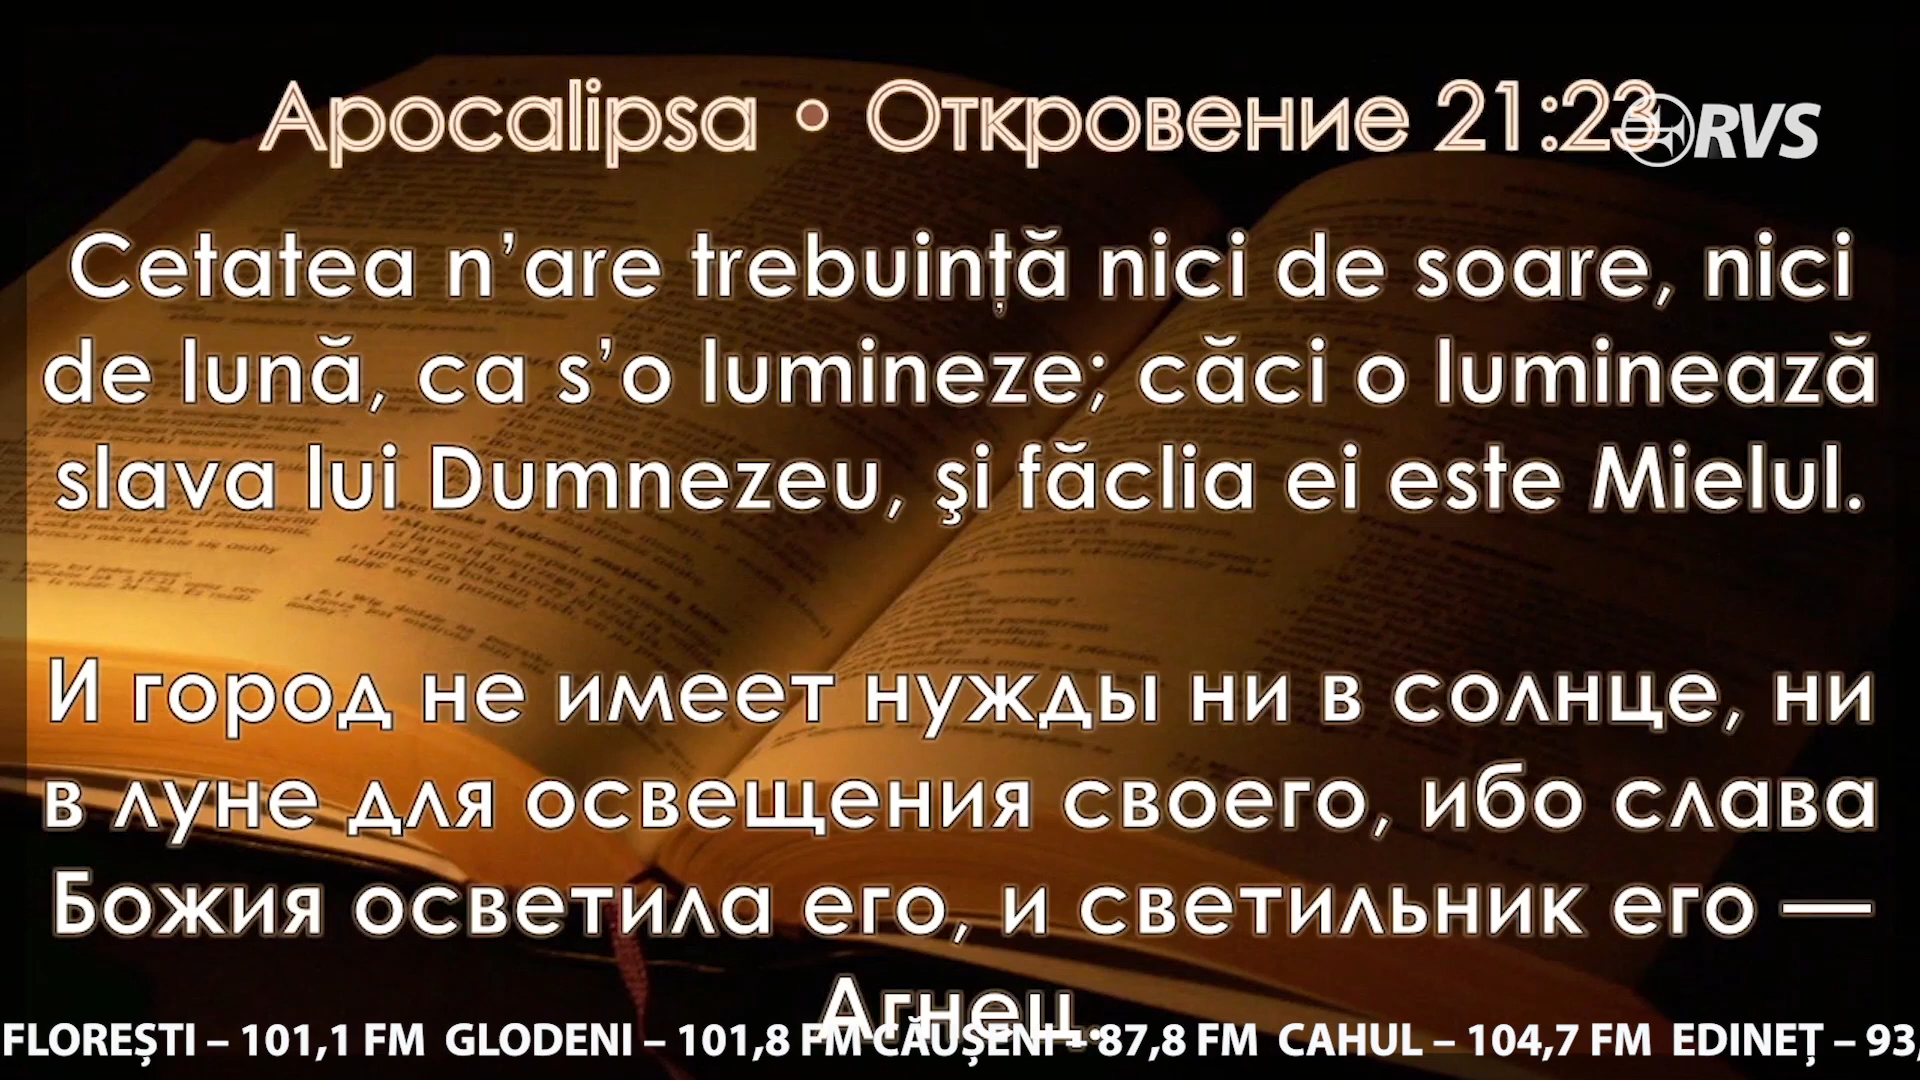 Apocalipsa • Откровение 21:23
RVS
Cetatea n’are trebuință nici de soare, nici
de lună, ca s’o lumineze; căci o luminează
slava lui Dumnezeu, şi făclia ei este Mielul.
И город не имеет нужды ни в солнце, ни
в луне для освещения своего, ибо слава
Божия осветила его, и светильник его —
Агнец.
FLOREȘTI – 101,1 FM GLODENI – 101,8 FM CĂUȘENI – 87,8 FM CAHUL – 104,7 FM EDINEȚ – 93,